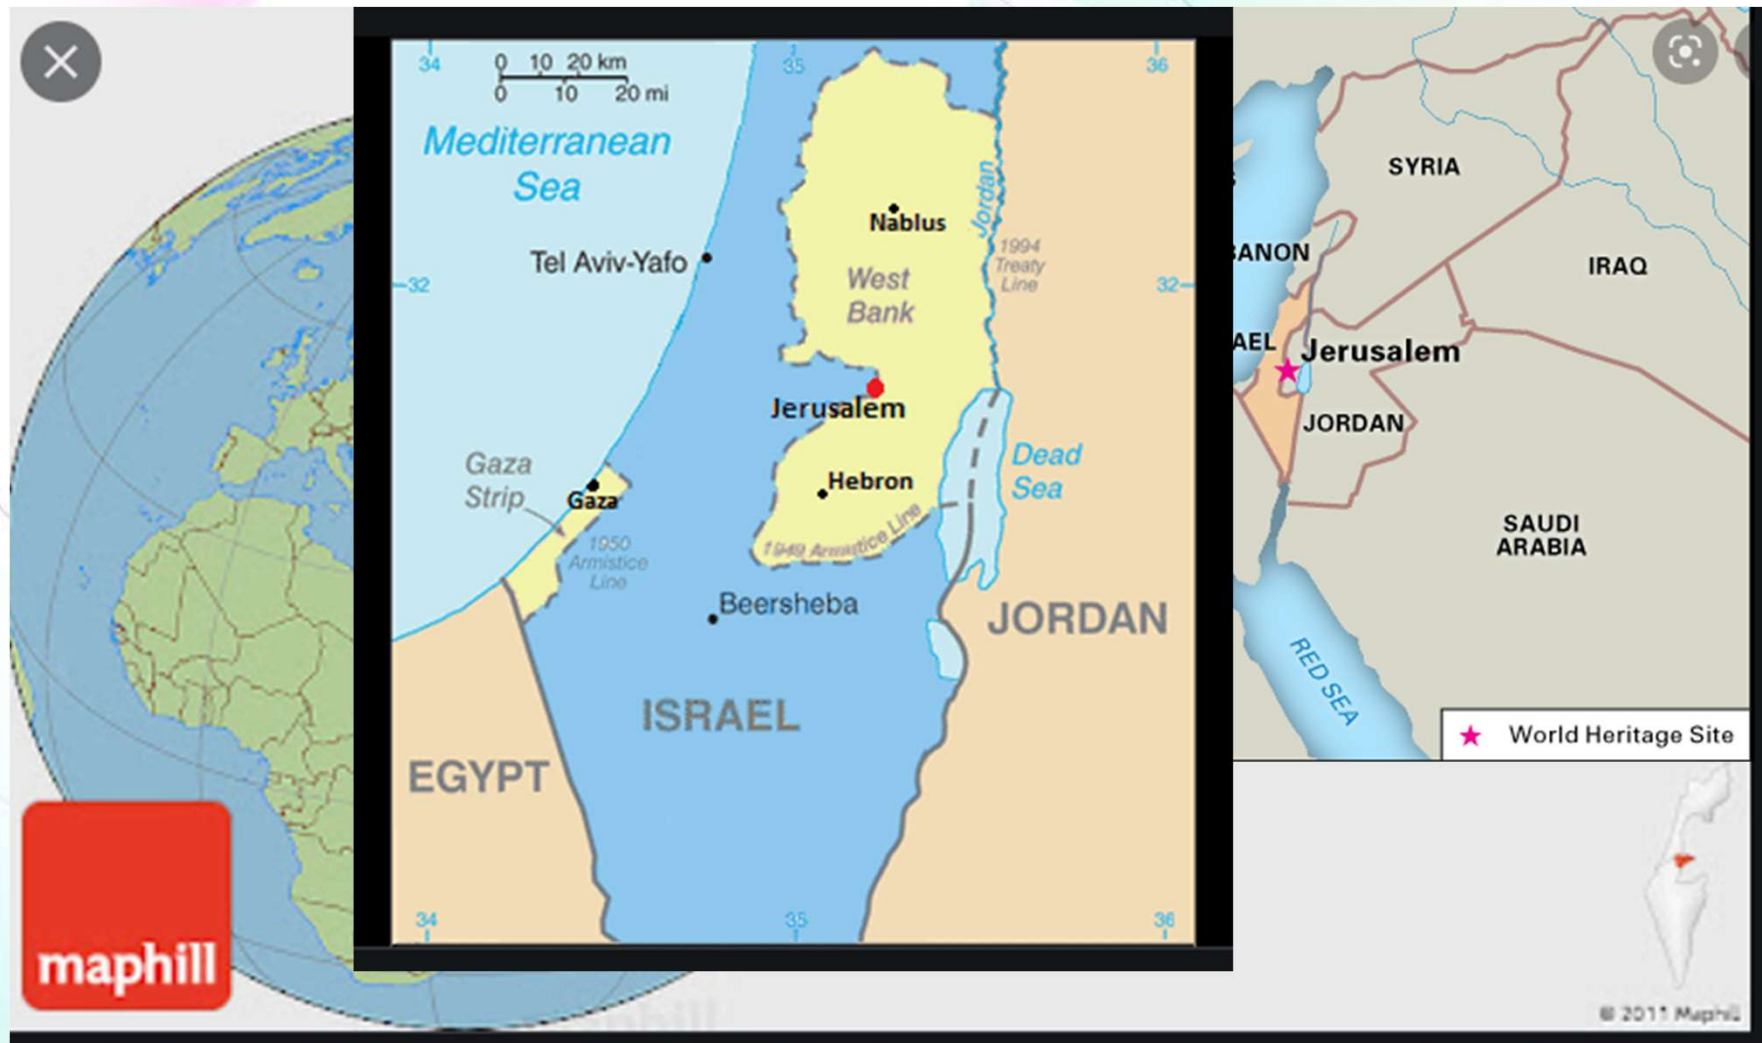 34
0 10 20 km
0 10 20 mi
35
36
Mediterranean
Sea
Nablus
Jordan
Tel Aviv-Yafo
1994
Treaty
Line
32
West
Bank
32
Jerusalem
Gaza
Strip
Gaza
Hebron
Dead
Sea
1949 Armistice Line
1950
Armistice
Line
Beersheba
JORDAN
ISRAEL
EGYPT
34
35
36
SYRIA
BANON
IRAQ
AEL
Jerusalem
JORDAN
SAUDI
ARABIA
RED SEA
World Heritage Site
maphill
© 2011 Maphill